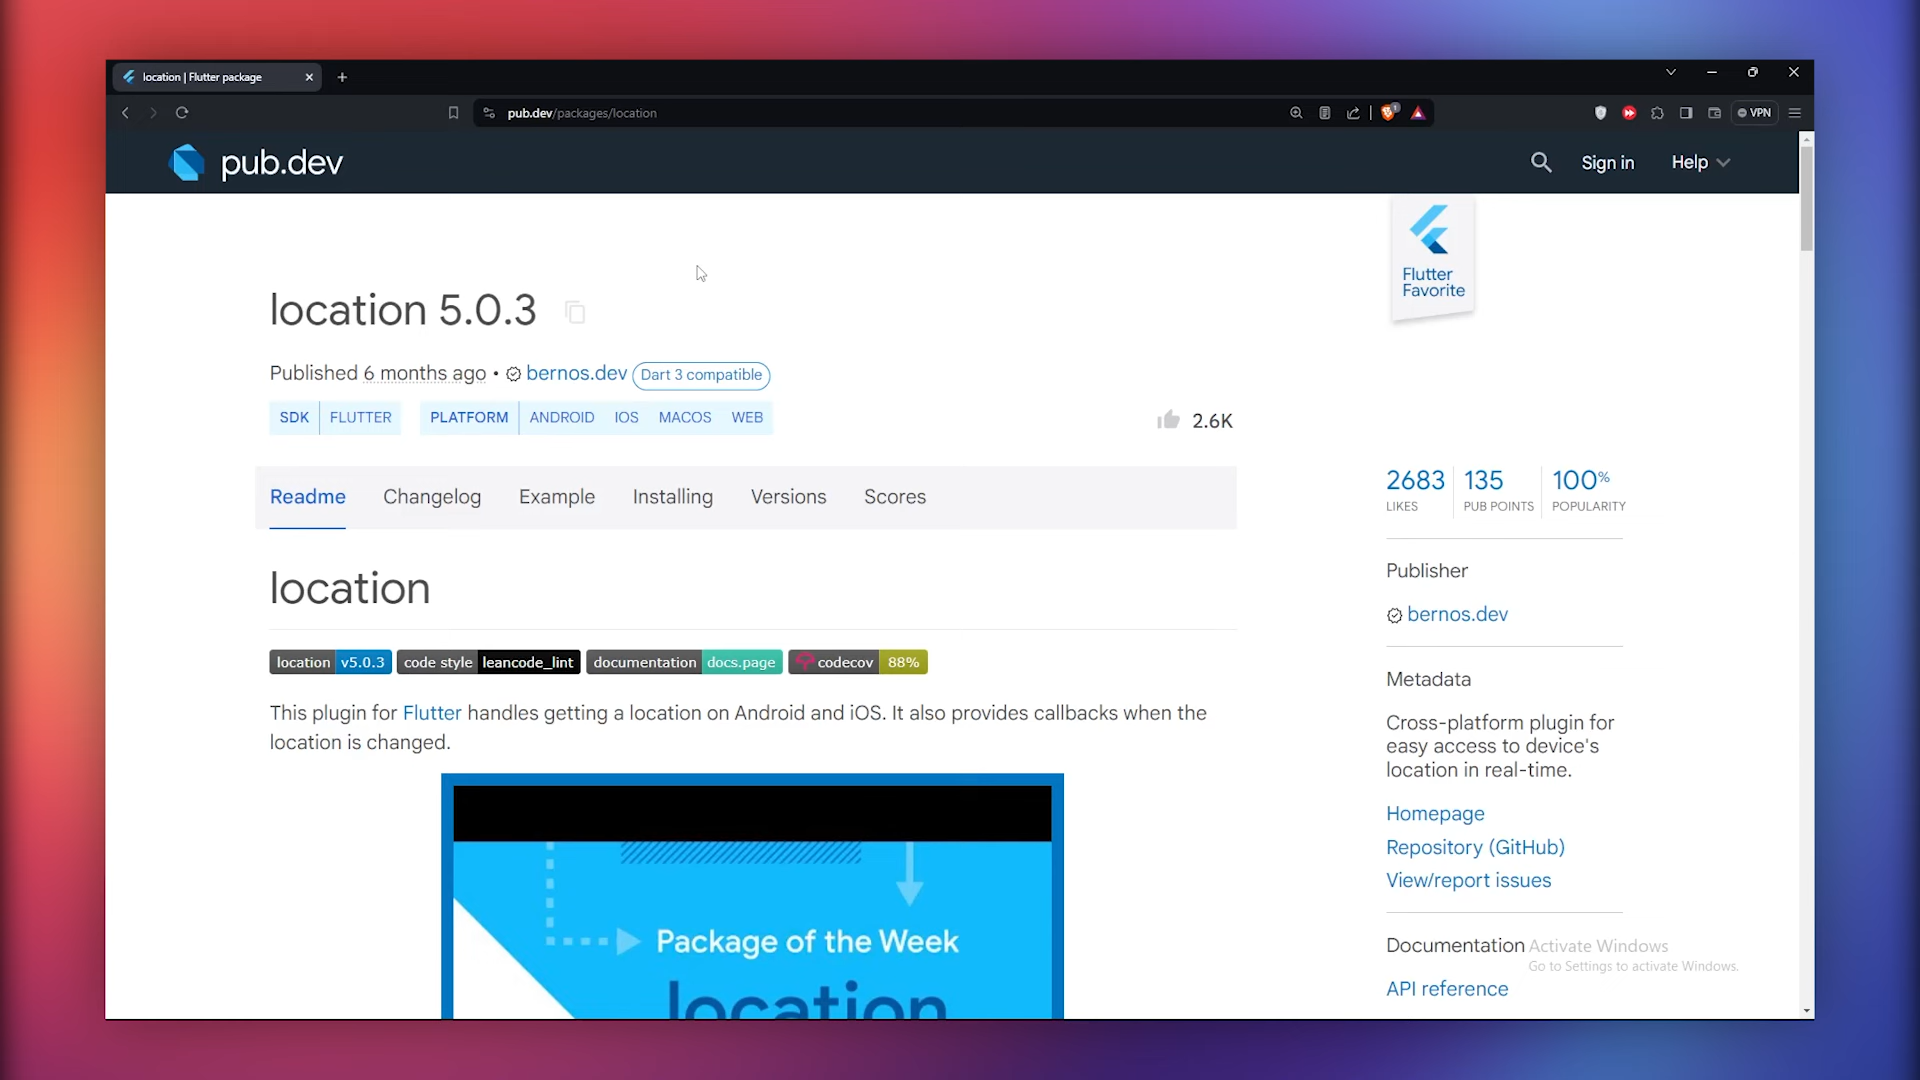 location | Flutter package
pub.dev/packages/location
1
VPN
pub.dev
Sign in
Help
Flutter
Favorite
location 5.0.3
Published 6 months ago • bernos.dev Dart 3 compatible
SDK FLUTTER PLATFORM ANDROID IOS MACOS WEB
2.6K
Readme Changelog Example Installing Versions Scores
2683 135 100%
LIKES PUB POINTS POPULARITY
location
location v5.0.3 code style leancode_lint documentation docs.page codecov 88%
This plugin for Flutter handles getting a location on Android and iOS. It also provides callbacks when the
location is changed.
Package of the Week
location
Publisher
bernos.dev
Metadata
Cross-platform plugin for
easy access to device's
location in real-time.
Homepage
Repository (GitHub)
View/report issues
Documentation
API reference
Activate Windows
Go to Settings to activate Windows.